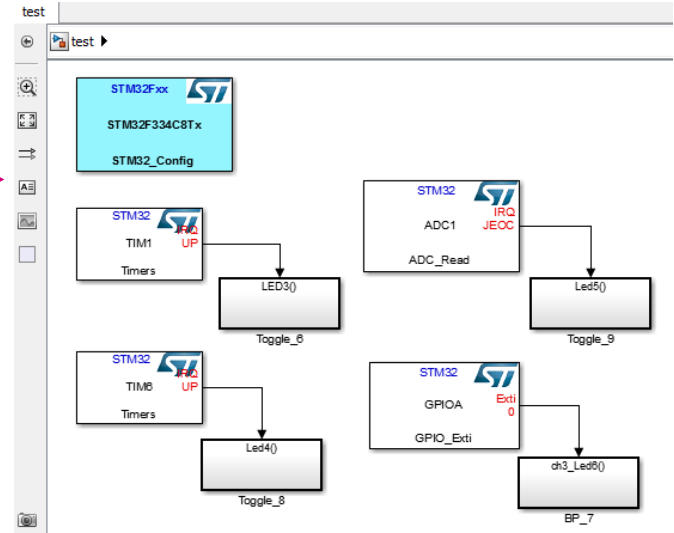 test
test
STM32Fxx
STM32F334C8Tx
STM32_Config
STM32
IRQ
TIM1
UP
Timers
LED3()
Toggle_6
STM32
IRQ
ADC1
JEOC
ADC_Read
Led5()
Toggle_9
STM32
IRQ
TIM6
UP
Timers
Led4()
Toggle_8
STM32
Exti
GPIOA
0
GPIO_Exti
ch3_Led6()
BP_7